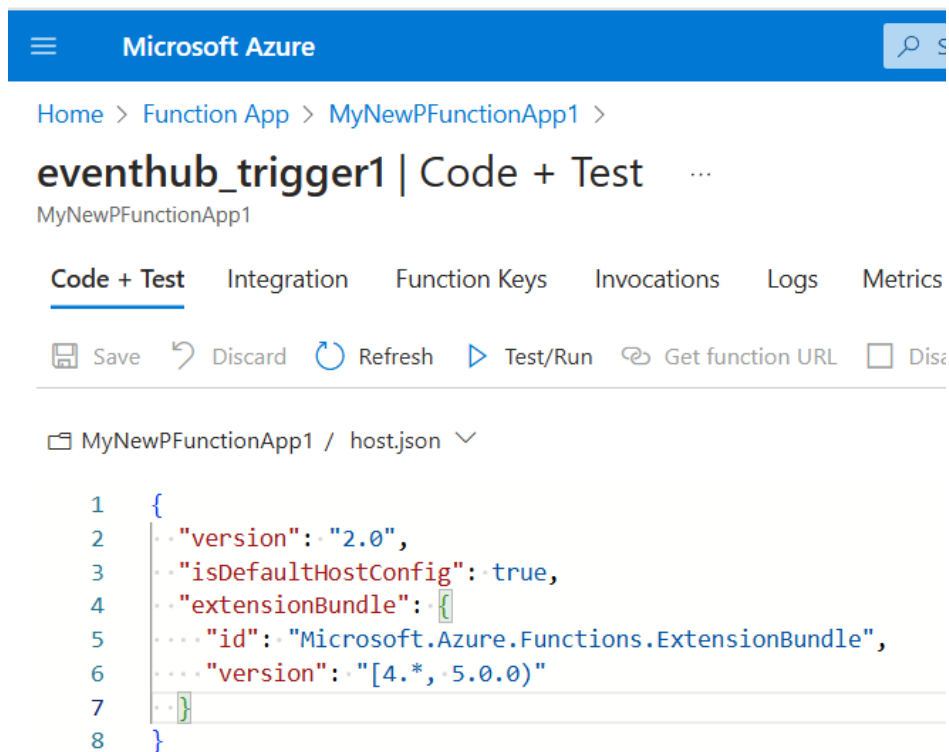 Microsoft Azure
Home > Function App > MyNewPFunctionApp1 >
eventhub_trigger1 | Code + Test ...
MyNewPFunctionApp1
Code + Test Integration Function Keys Invocations Logs Metrics
Save Discard Refresh Test/Run Get function URL Disa
MyNewPFunctionApp1 / host.json
1 {
2 "version": "2.0",
3 "isDefaultHostConfig": true,
4 "extensionBundle": {
5 "id": "Microsoft.Azure.Functions.ExtensionBundle",
6 "version": "[4.*, 5.0.0)"
7 }
8 }